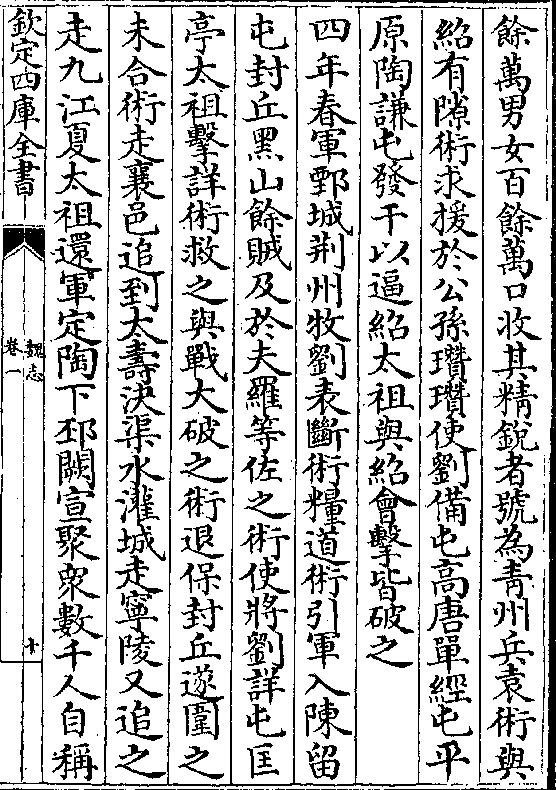 餘萬男女百餘萬口收其精銳者號為青州兵袁術與
紹有隙術求援於公孫瓚瓚使劉備屯高唐單經屯平
原陶謙屯發干以逼紹太祖與紹會擊皆破之
四年春軍鄄城荆州牧劉表斷術糧道術引軍入陳留
屯封丘黑山餘賊及於夫羅等佐之術使將劉詳屯匡
亭太祖擊詳術救之與戰大破之術退保封丘遂圍之
未合術走襄邑追到太壽決渠水灌城走寧陵又追之
走九江夏太祖還軍定陶下邳闕宣聚衆數千人自稱
欽定四庫全書
魏志
卷一
十